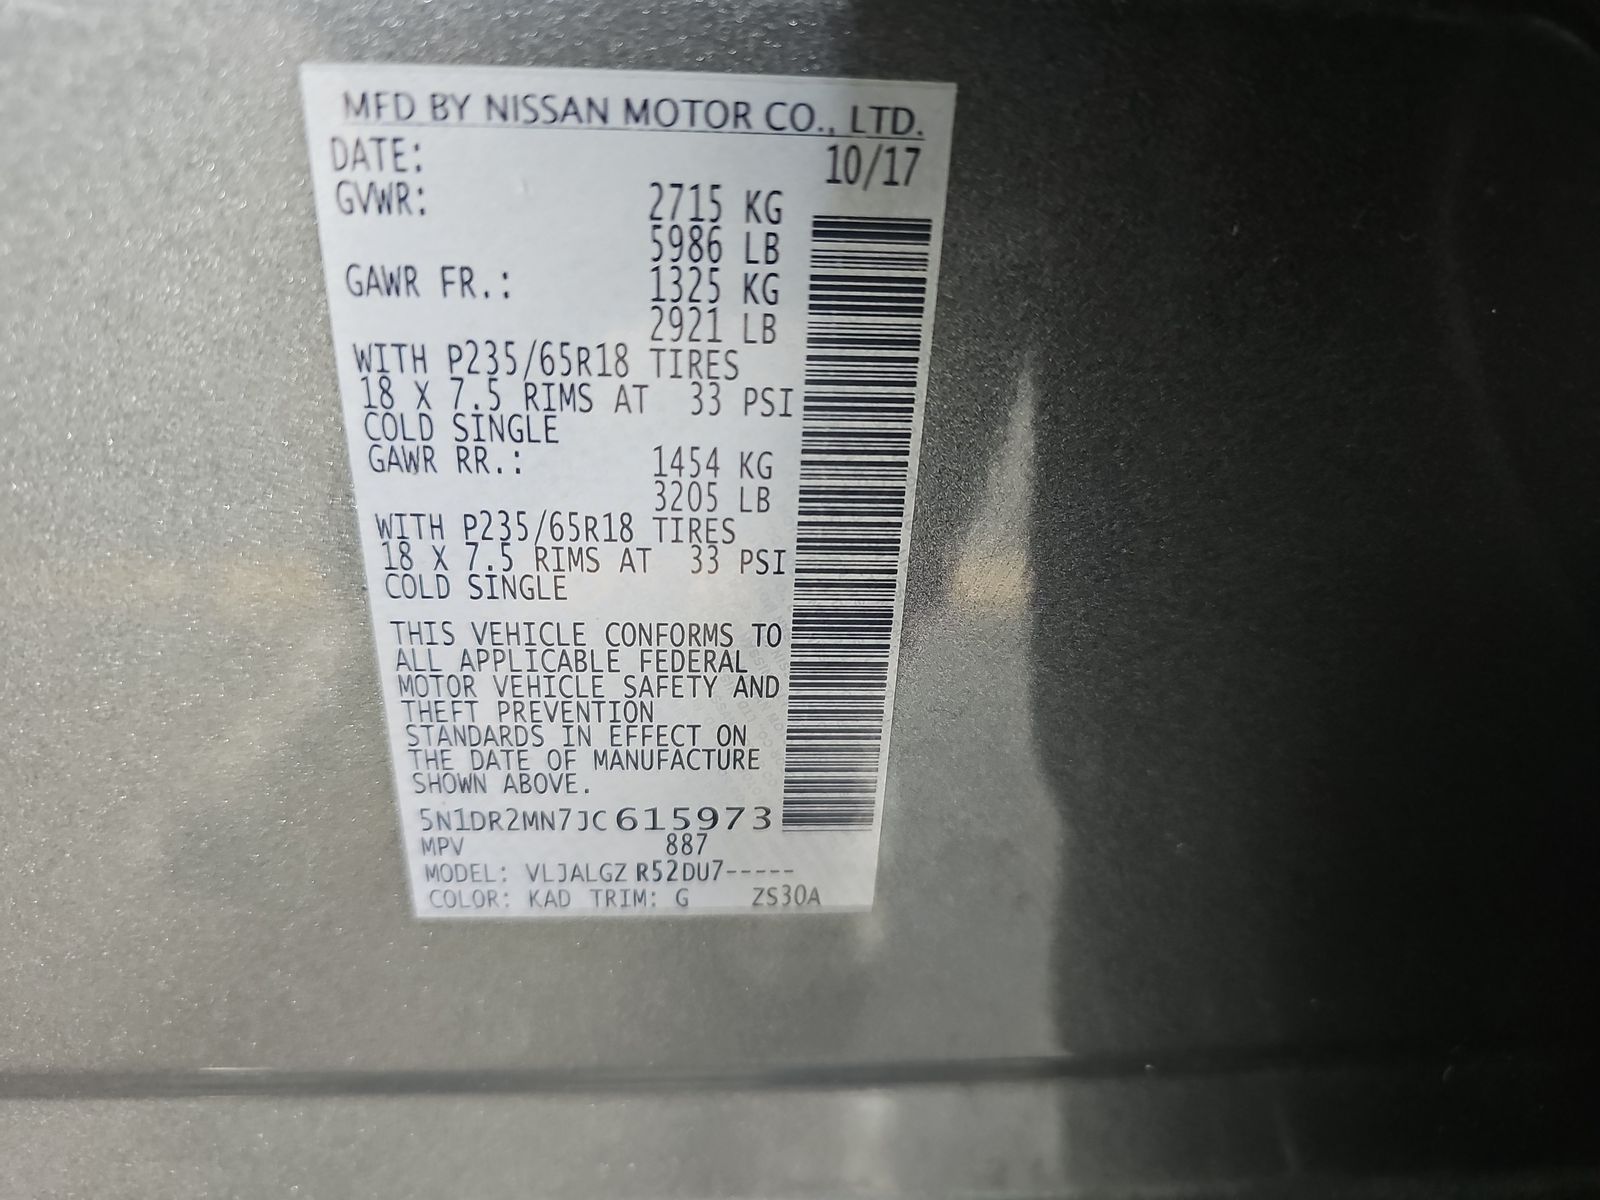 MFD BY NISSAN MOTOR CO., LTD.
DATE: 10/17
GVWR: 2715 KG
5986 LB
GAWR FR.: 1325 KG
2921 LB
WITH P235/65R18 TIRES
18 X 7.5 RIMS AT 33 PSI
COLD SINGLE
GAWR RR.: 1454 KG
3205 LB
WITH P235/65R18 TIRES
18 X 7.5 RIMS AT 33 PSI
COLD SINGLE
THIS VEHICLE CONFORMS TO
ALL APPLICABLE FEDERAL
MOTOR VEHICLE SAFETY AND
THEFT PREVENTION
STANDARDS IN EFFECT ON
THE DATE OF MANUFACTURE
SHOWN ABOVE.
5N1DR2MN7JC615973
MPV 887
MODEL: VLJALGZ R52DU7-----
COLOR: KAD TRIM: G ZS30A